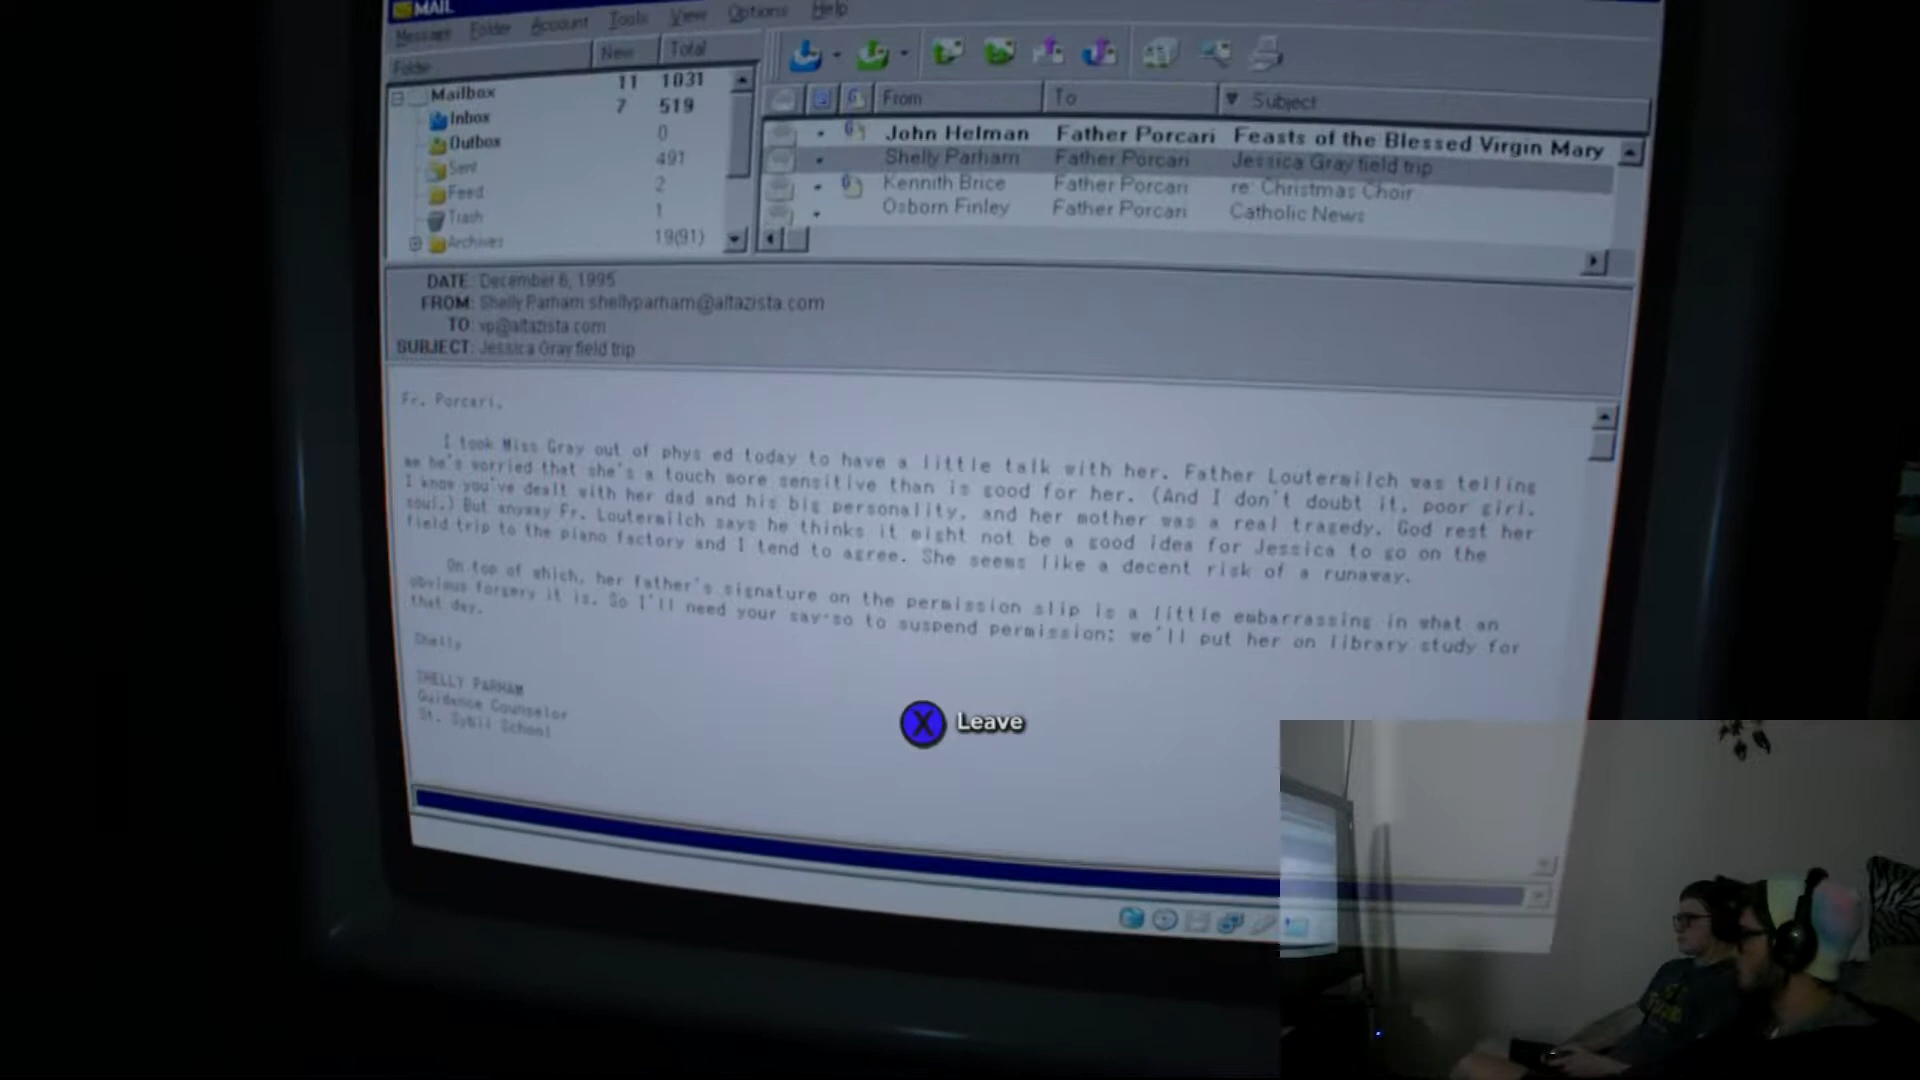 MAIL
Message Folder Account Tools View Options Help
Folder New Total
Mailbox 11 1031
Inbox 7 519
Outbox 0
Sent 491
Feed 2
Trash 1
Archives 19(91)
From To Subject
John Helman Father Porcari Feasts of the Blessed Virgin Mary
Shelly Parham Father Porcari Jessica Gray field trip
Kennith Brice Father Porcari re: Christmas Choir
Osborn Finley Father Porcari Catholic News
DATE: December 6, 1995
FROM: Shelly Parham shellyparham@altazista.com
TO: vp@altazista.com
SUBJECT: Jessica Gray field trip
Fr. Porcari,
I took Miss Gray out of phys ed today to have a little talk with her. Father Loutermilch was telling
me he's worried that she's a touch more sensitive than is good for her. (And I don't doubt it, poor girl.
I know you've dealt with her dad and his big personality, and her mother was a real tragedy. God rest her
soul.) But anyway Fr. Loutermilch says he thinks it might not be a good idea for Jessica to go on the
field trip to the piano factory and I tend to agree. She seems like a decent risk of a runaway.
On top of which, her father's signature on the permission slip is a little embarrassing in what an
obvious forgery it is. So I'll need your say-so to suspend permission; we'll put her on library study for
that day.
Shelly
SHELLY PARHAM
Guidance Counselor
St. Sybil School
X Leave